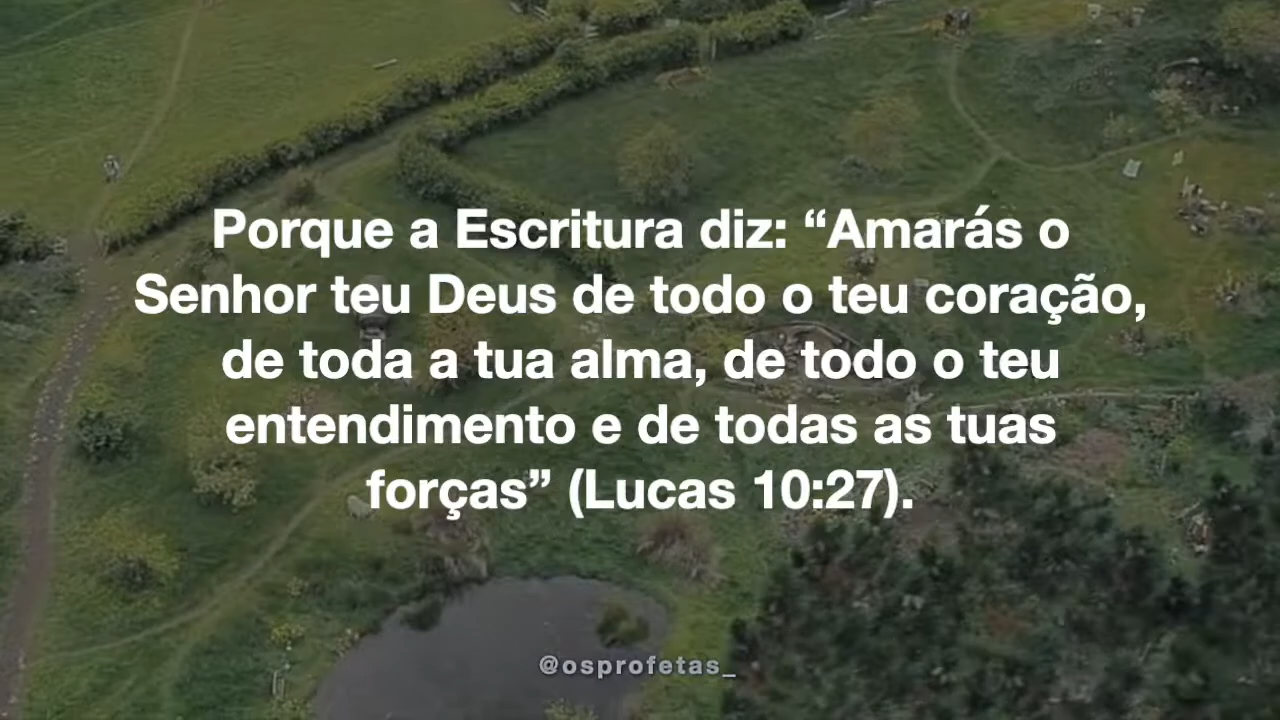 Porque a Escritura diz: “Amarás o
Senhor teu Deus de todo o teu coração,
de toda a tua alma, de todo o teu
entendimento e de todas as tuas
forças” (Lucas 10:27).
@osprofetas_